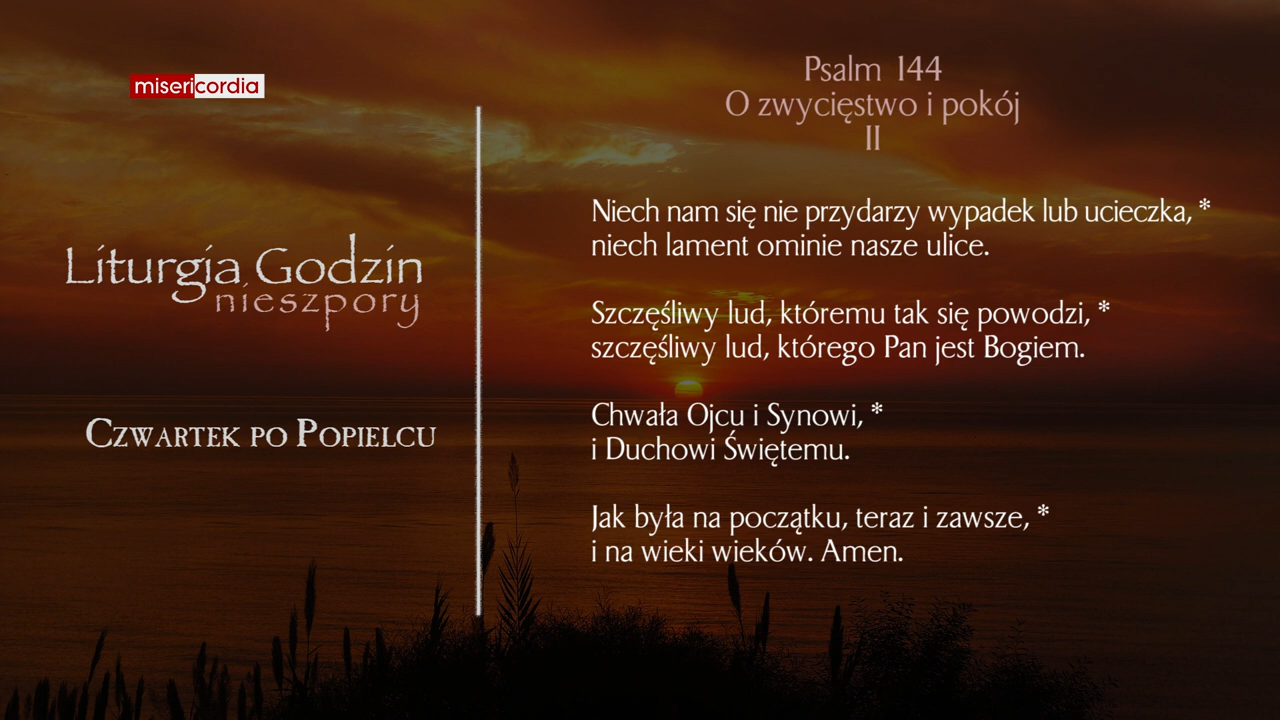 misericordia
Liturgia Godzin
nieszpory
Czwartek po Popielcu
Psalm 144
O zwycięstwo i pokój
II
Niech nam się nie przydarzy wypadek lub ucieczka, *
niech lament ominie nasze ulice.
Szczęśliwy lud, któremu tak się powodzi, *
szczęśliwy lud, którego Pan jest Bogiem.
Chwała Ojcu i Synowi, *
i Duchowi Świętemu.
Jak była na początku, teraz i zawsze, *
i na wieki wieków. Amen.